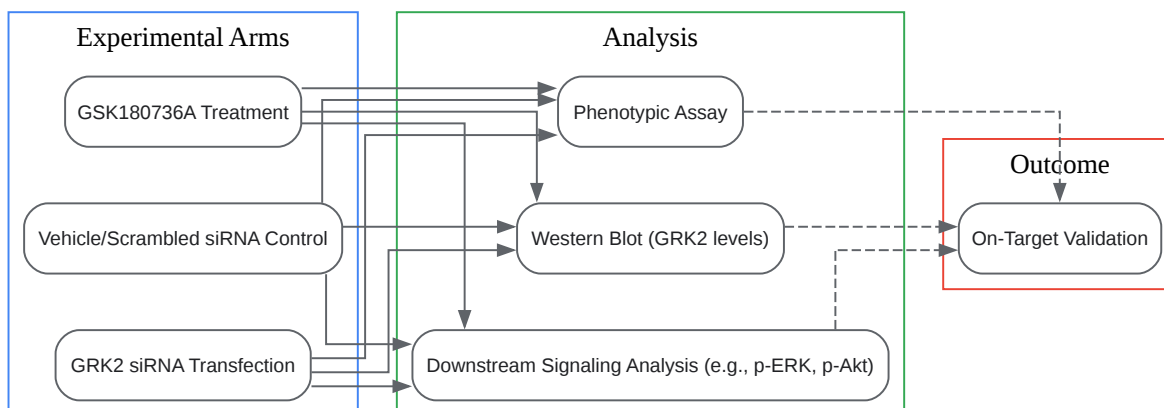 Experimental Arms
GSK180736A Treatment
Vehicle/Scrambled siRNA Control
GRK2 siRNA Transfection
Analysis
Phenotypic Assay
Western Blot (GRK2 levels)
Downstream Signaling Analysis (e.g., p-ERK, p-Akt)
Outcome
On-Target Validation